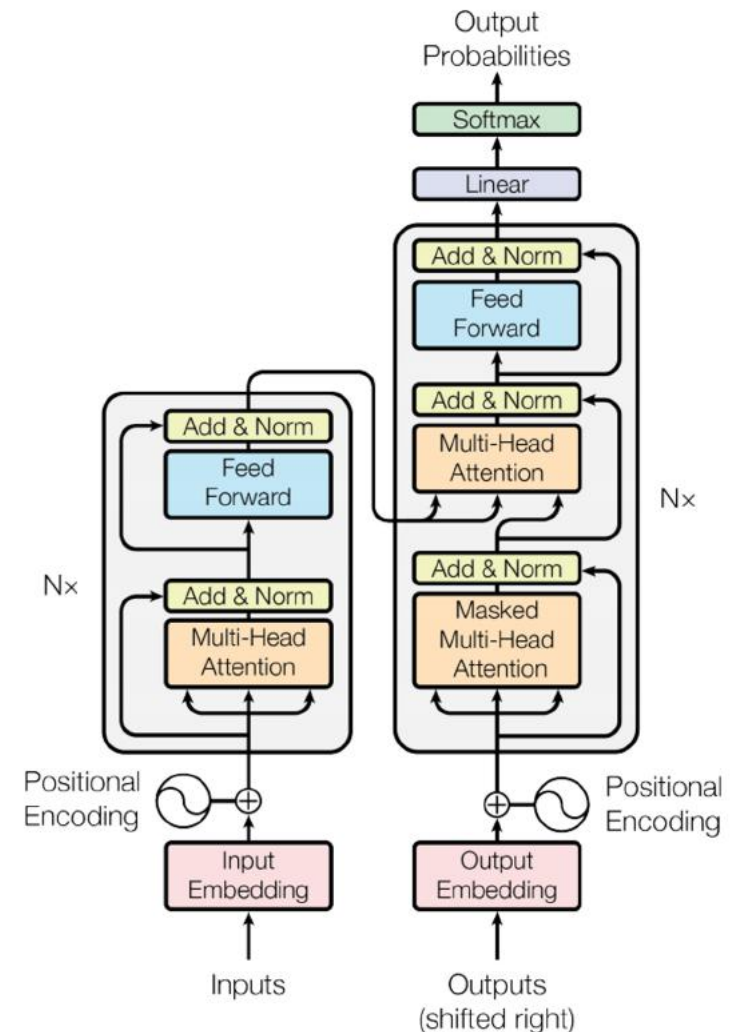 Output
Probabilities
Softmax
Linear
Add & Norm
Feed
Forward
Add & Norm
Multi-Head
Attention
Nx
Add & Norm
Masked
Multi-Head
Attention
Add & Norm
Feed
Forward
Nx
Add & Norm
Multi-Head
Attention
Positional
Encoding
Positional
Encoding
Input
Embedding
Output
Embedding
Inputs
Outputs
(shifted right)